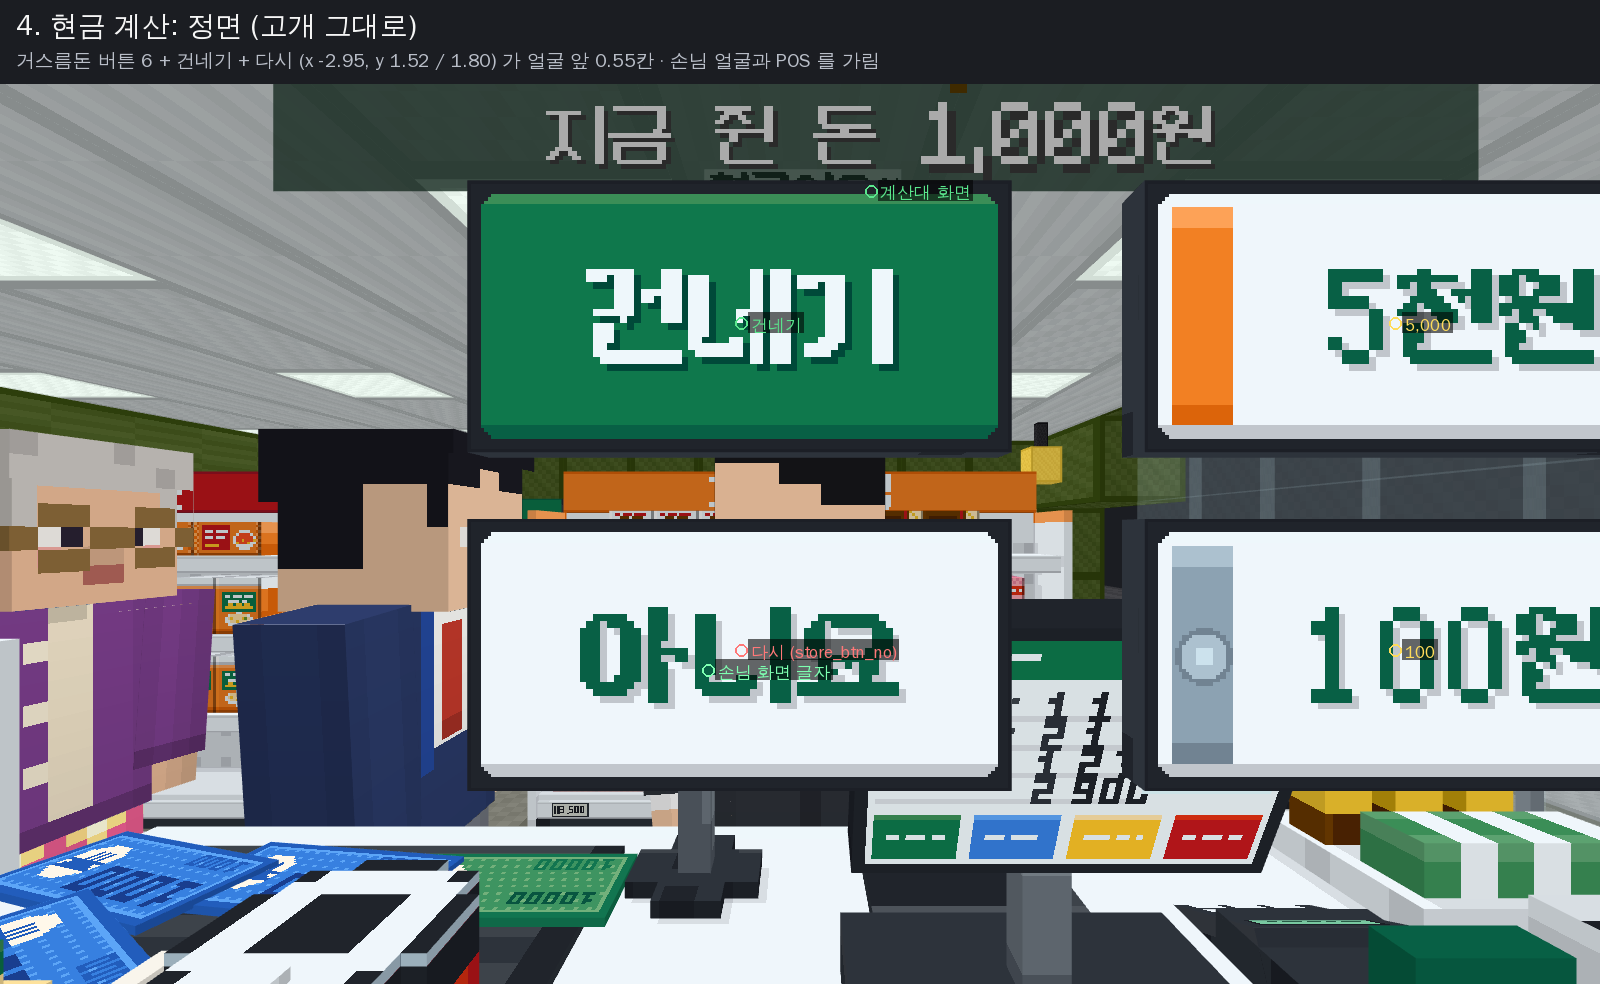 4. 현금 계산: 정면 (고개 그대로)
거스름돈 버튼 6 + 건네기 + 다시 (x -2.95, y 1.52 / 1.80) 가 얼굴 앞 0.55칸 · 손님 얼굴과 POS 를 가림
지금 쥔 돈 1,000원
계산대 화면
건네기
건네기
5천원
5,000
아니요
다시 (store_btn_no)
손님 화면 글자
100원
100
10000
10000